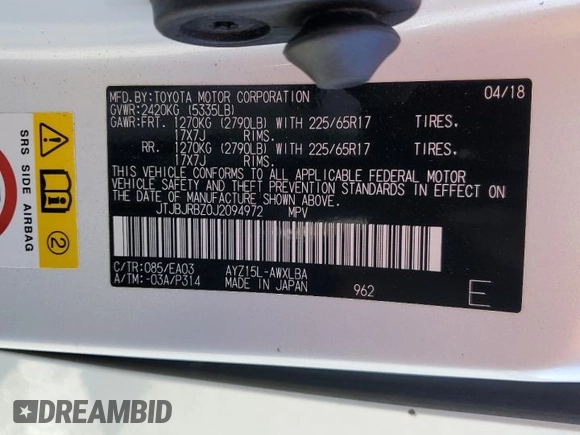 MFD.BY:TOYOTA MOTOR CORPORATION 04/18
GVWR:2420KG (5335LB)
GAWR:FRT. 1270KG (2790LB) WITH 225/65R17 TIRES.
17X7J RIMS.
RR. 1270KG (2790LB) WITH 225/65R17 TIRES.
17X7J RIMS.
THIS VEHICLE CONFORMS TO ALL APPLICABLE FEDERAL MOTOR
VEHICLE SAFETY AND THEFT PREVENTION STANDARDS IN EFFECT ON
THE DATE OF MANUFACTURE SHOWN ABOVE.
JTJBJRBZ0J2094972 MPV
C/TR:085/EA03 AYZ15L-AWXLBA
A/TM:-03A/P314 MADE IN JAPAN 962 E
SRS SIDE AIRBAG
2
DREAMBID